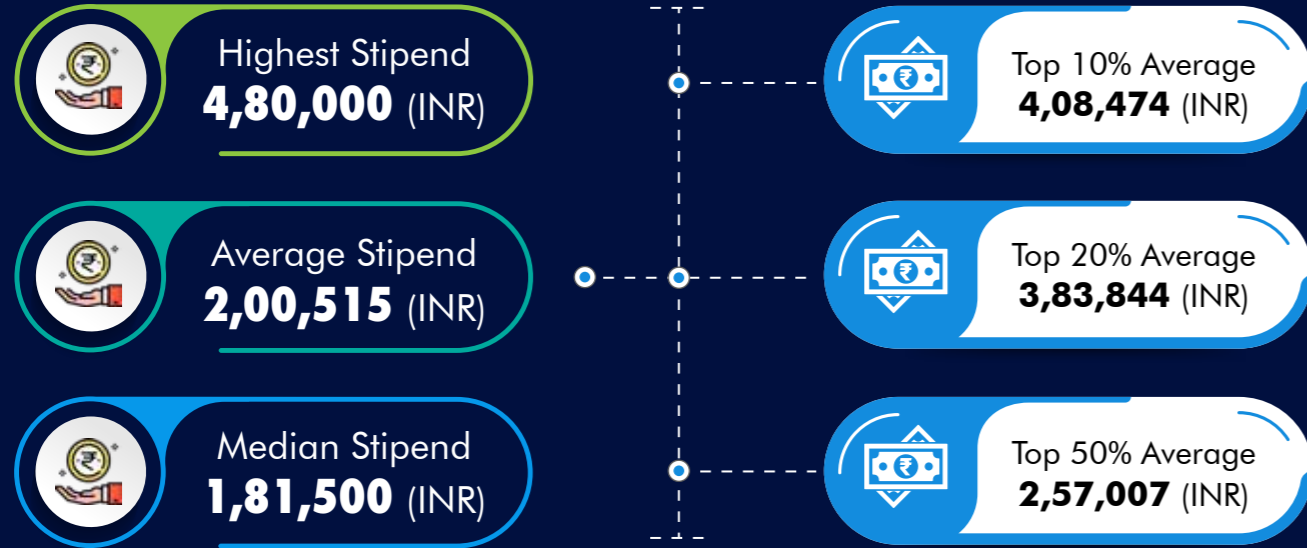 Highest Stipend
4,80,000 (INR)
Average Stipend
2,00,515 (INR)
Median Stipend
1,81,500 (INR)
Top 10% Average
4,08,474 (INR)
Top 20% Average
3,83,844 (INR)
Top 50% Average
2,57,007 (INR)